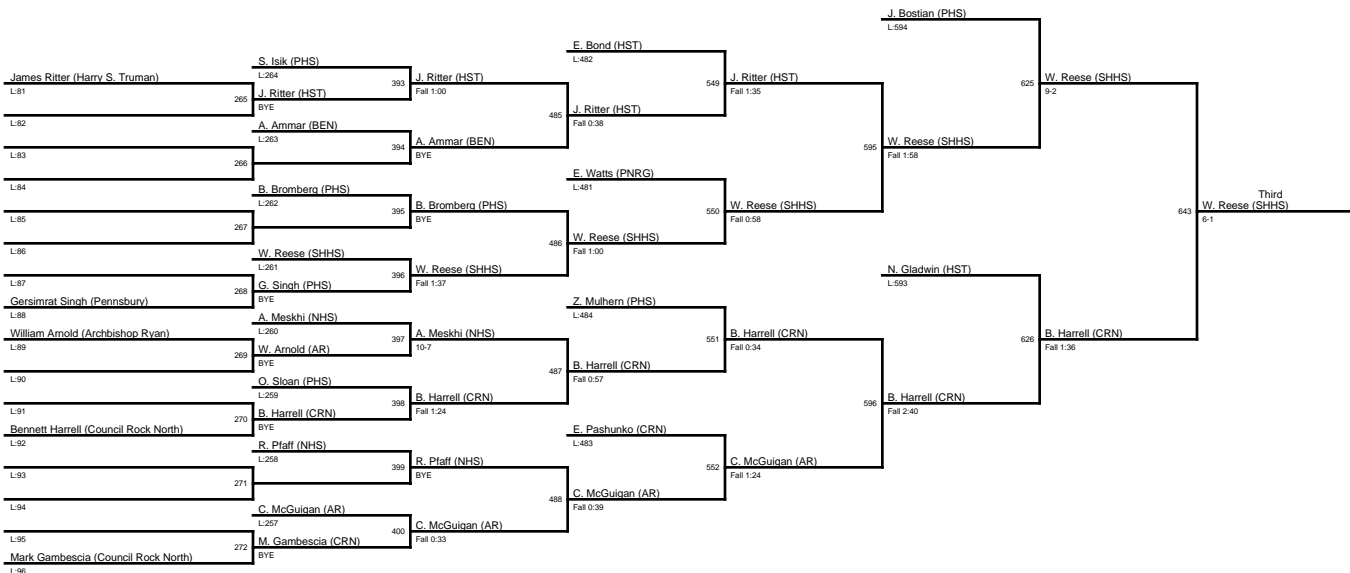 James Ritter (Harry S. Truman)
L:81
L:82
L:83
L:84
L:85
L:86
L:87
Gersimrat Singh (Pennsbury)
L:88
William Arnold (Archbishop Ryan)
L:89
L:90
L:91
Bennett Harrell (Council Rock North)
L:92
L:93
L:94
L:95
Mark Gambescia (Council Rock North)
L:96
265
266
267
268
269
270
271
272
S. Isik (PHS)
L:264
J. Ritter (HST)
BYE
A. Ammar (BEN)
L:263
B. Bromberg (PHS)
L:262
W. Reese (SHHS)
L:261
G. Singh (PHS)
BYE
A. Meskhi (NHS)
L:260
W. Arnold (AR)
BYE
O. Sloan (PHS)
L:259
B. Harrell (CRN)
BYE
R. Pfaff (NHS)
L:258
C. McGuigan (AR)
L:257
M. Gambescia (CRN)
BYE
393
394
395
396
397
398
399
400
J. Ritter (HST)
Fall 1:00
A. Ammar (BEN)
BYE
B. Bromberg (PHS)
BYE
W. Reese (SHHS)
Fall 1:37
A. Meskhi (NHS)
10-7
B. Harrell (CRN)
Fall 1:24
R. Pfaff (NHS)
BYE
C. McGuigan (AR)
Fall 0:33
485
486
487
488
E. Bond (HST)
L:482
J. Ritter (HST)
Fall 0:38
E. Watts (PNRG)
L:481
W. Reese (SHHS)
Fall 1:00
Z. Mulhern (PHS)
L:484
B. Harrell (CRN)
Fall 0:57
E. Pashunko (CRN)
L:483
C. McGuigan (AR)
Fall 0:39
549
550
551
552
J. Ritter (HST)
Fall 1:35
W. Reese (SHHS)
Fall 0:58
B. Harrell (CRN)
Fall 0:34
C. McGuigan (AR)
Fall 1:24
595
596
J. Bostian (PHS)
L:594
W. Reese (SHHS)
Fall 1:58
N. Gladwin (HST)
L:593
B. Harrell (CRN)
Fall 2:40
625
626
W. Reese (SHHS)
9-2
B. Harrell (CRN)
Fall 1:36
643
Third
W. Reese (SHHS)
6-1